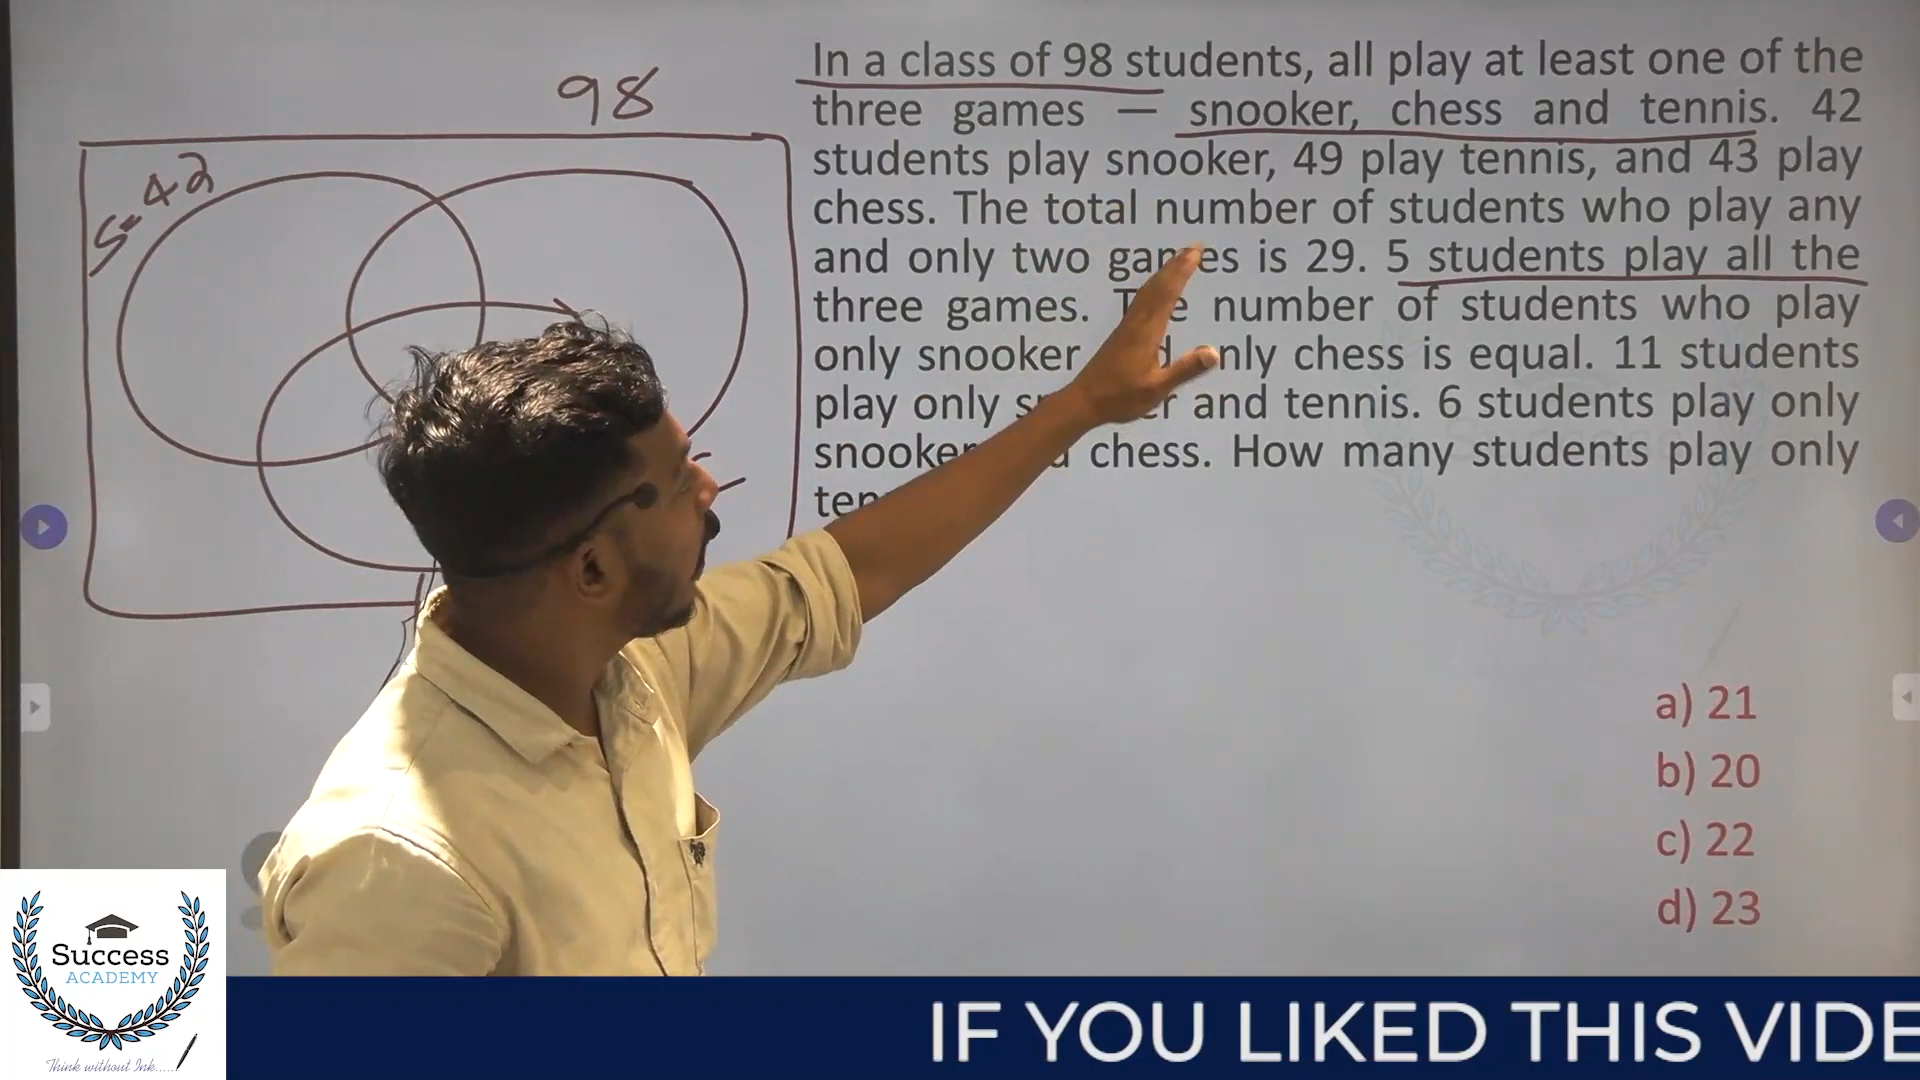 98
S=42
In a class of 98 students, all play at least one of the
three games — snooker, chess and tennis. 42
students play snooker, 49 play tennis, and 43 play
chess. The total number of students who play any
and only two games is 29. 5 students play all the
three games. number of students who play
only snooker only chess is equal. 11 students
play only and tennis. 6 students play only
chess. How many students play only
a) 21
b) 20
c) 22
d) 23
Success
ACADEMY
Think without Ink.....
IF YOU LIKED THIS VIDE